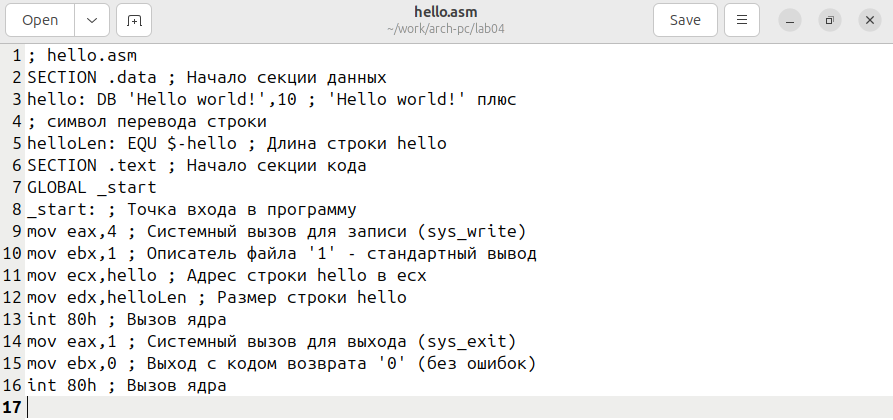 Open
hello.asm
~/work/arch-pc/lab04
Save
1 ; hello.asm
2 SECTION .data ; Начало секции данных
3 hello: DB 'Hello world!',10 ; 'Hello world!' плюс
4 ; символ перевода строки
5 helloLen: EQU $-hello ; Длина строки hello
6 SECTION .text ; Начало секции кода
7 GLOBAL _start
8 _start: ; Точка входа в программу
9 mov eax,4 ; Системный вызов для записи (sys_write)
10 mov ebx,1 ; Описатель файла '1' - стандартный вывод
11 mov ecx,hello ; Адрес строки hello в ecx
12 mov edx,helloLen ; Размер строки hello
13 int 80h ; Вызов ядра
14 mov eax,1 ; Системный вызов для выхода (sys_exit)
15 mov ebx,0 ; Выход с кодом возврата '0' (без ошибок)
16 int 80h ; Вызов ядра
17